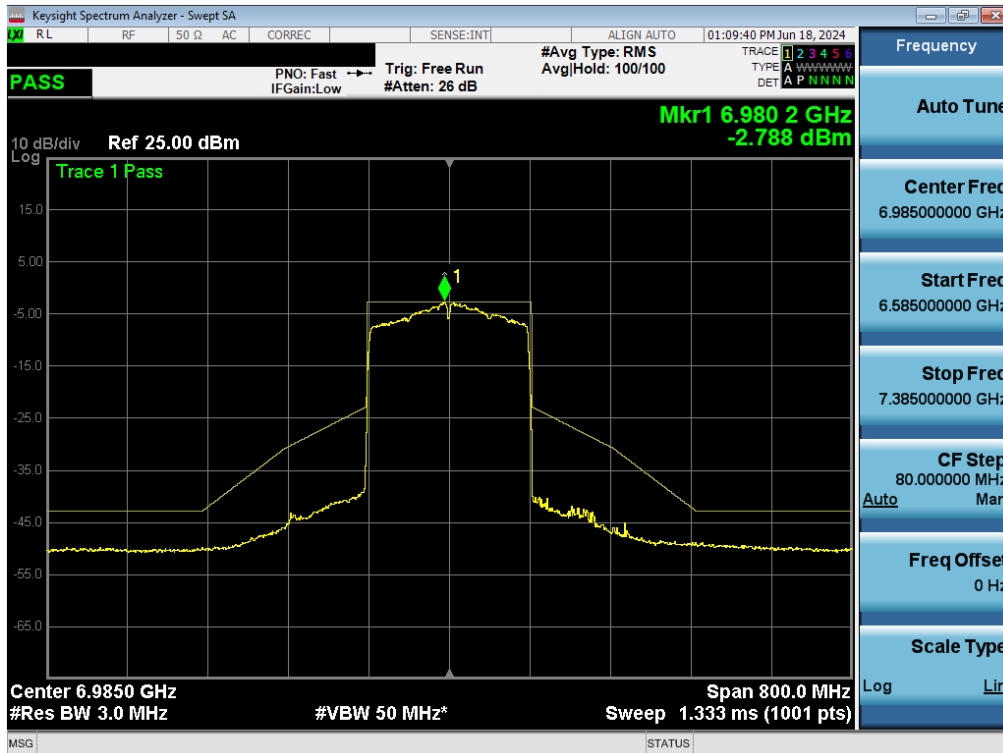 Keysight Spectrum Analyzer - Swept SA
LXI RL RF 50 Ω AC CORREC SENSE:INT ALIGN AUTO 01:09:40 PM Jun 18, 2024
PASS
PNO: Fast
IFGain:Low
Trig: Free Run
#Atten: 26 dB
#Avg Type: RMS
Avg|Hold: 100/100
TRACE 1 2 3 4 5 6
TYPE A W W W W W
DET A P N N N N
Mkr1 6.980 2 GHz
-2.788 dBm
10 dB/div Ref 25.00 dBm
Log
Trace 1 Pass
15.0
5.00
1
-5.00
-15.0
-25.0
-35.0
-45.0
-55.0
-65.0
Center 6.9850 GHz Span 800.0 MHz
#Res BW 3.0 MHz #VBW 50 MHz* Sweep 1.333 ms (1001 pts)
MSG STATUS
Frequency
Auto Tune
Center Freq
6.985000000 GHz
Start Freq
6.585000000 GHz
Stop Freq
7.385000000 GHz
CF Step
80.000000 MHz
Auto Man
Freq Offset
0 Hz
Scale Type
Log Lin